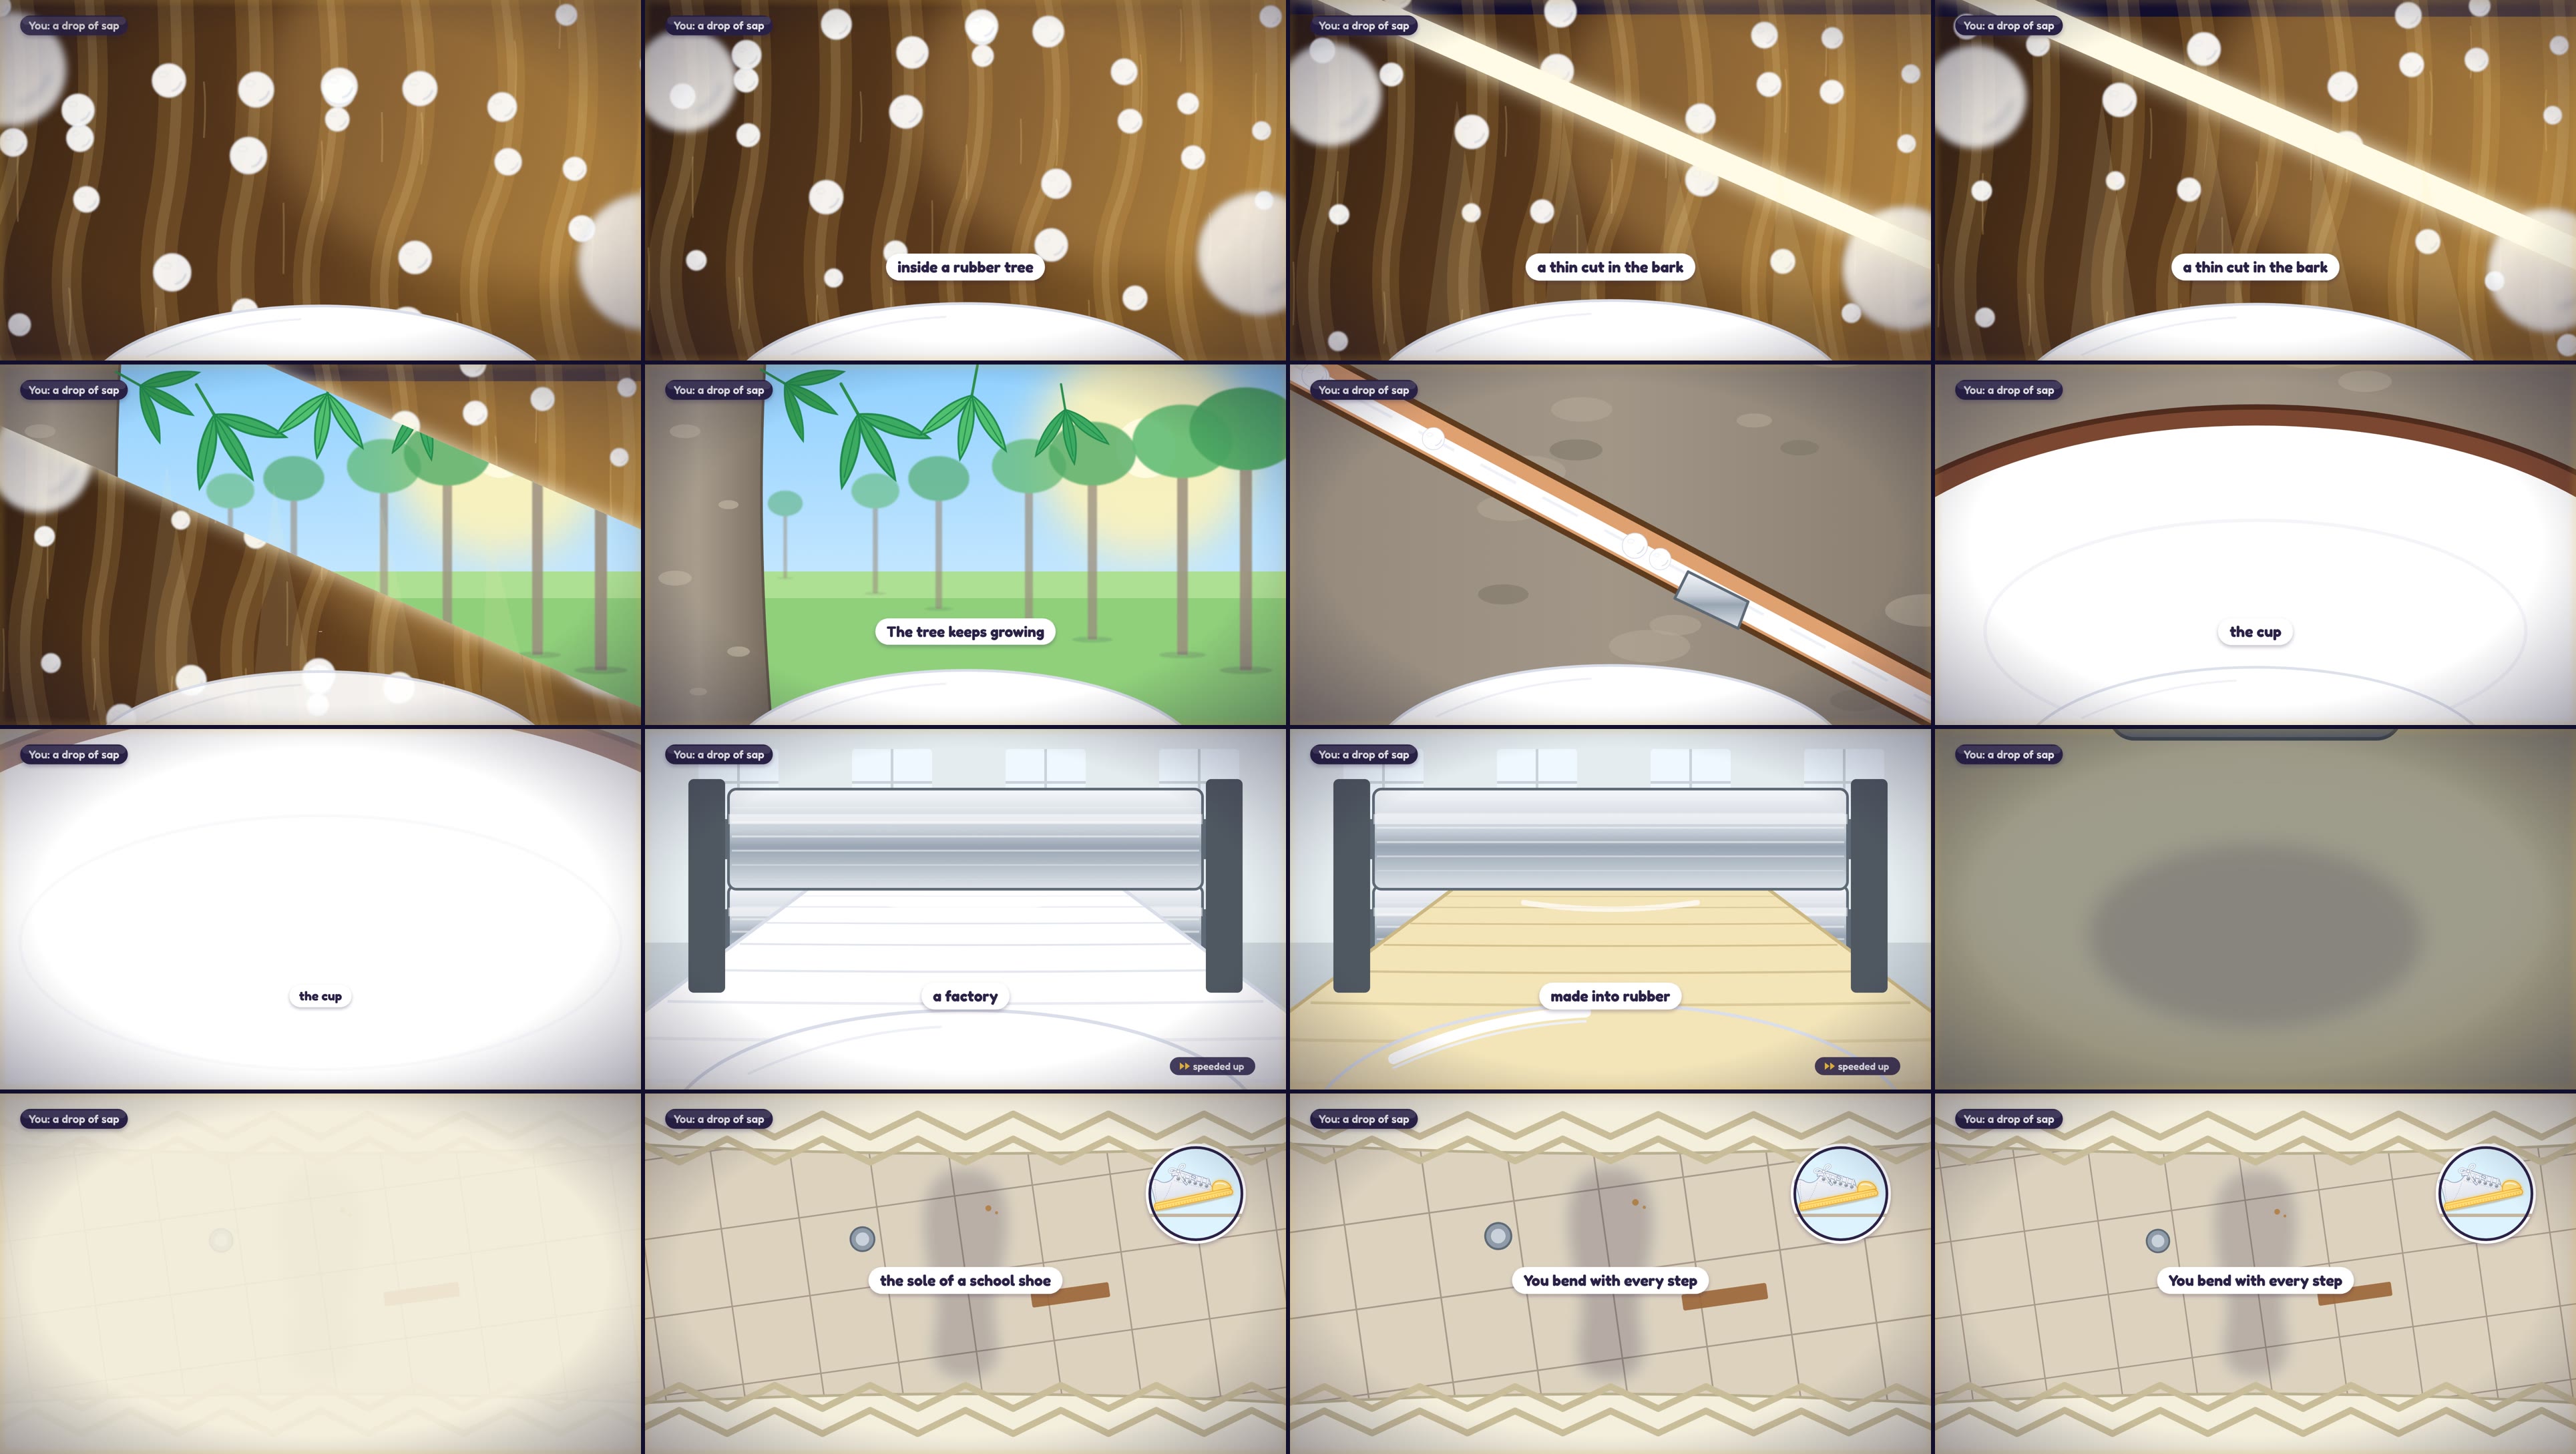 You: a drop of sap
You: a drop of sap
inside a rubber tree
You: a drop of sap
a thin cut in the bark
You: a drop of sap
a thin cut in the bark
You: a drop of sap
You: a drop of sap
The tree keeps growing
You: a drop of sap
You: a drop of sap
the cup
You: a drop of sap
the cup
You: a drop of sap
a factory
speeded up
You: a drop of sap
made into rubber
speeded up
You: a drop of sap
You: a drop of sap
You: a drop of sap
the sole of a school shoe
You: a drop of sap
You bend with every step
You: a drop of sap
You bend with every step